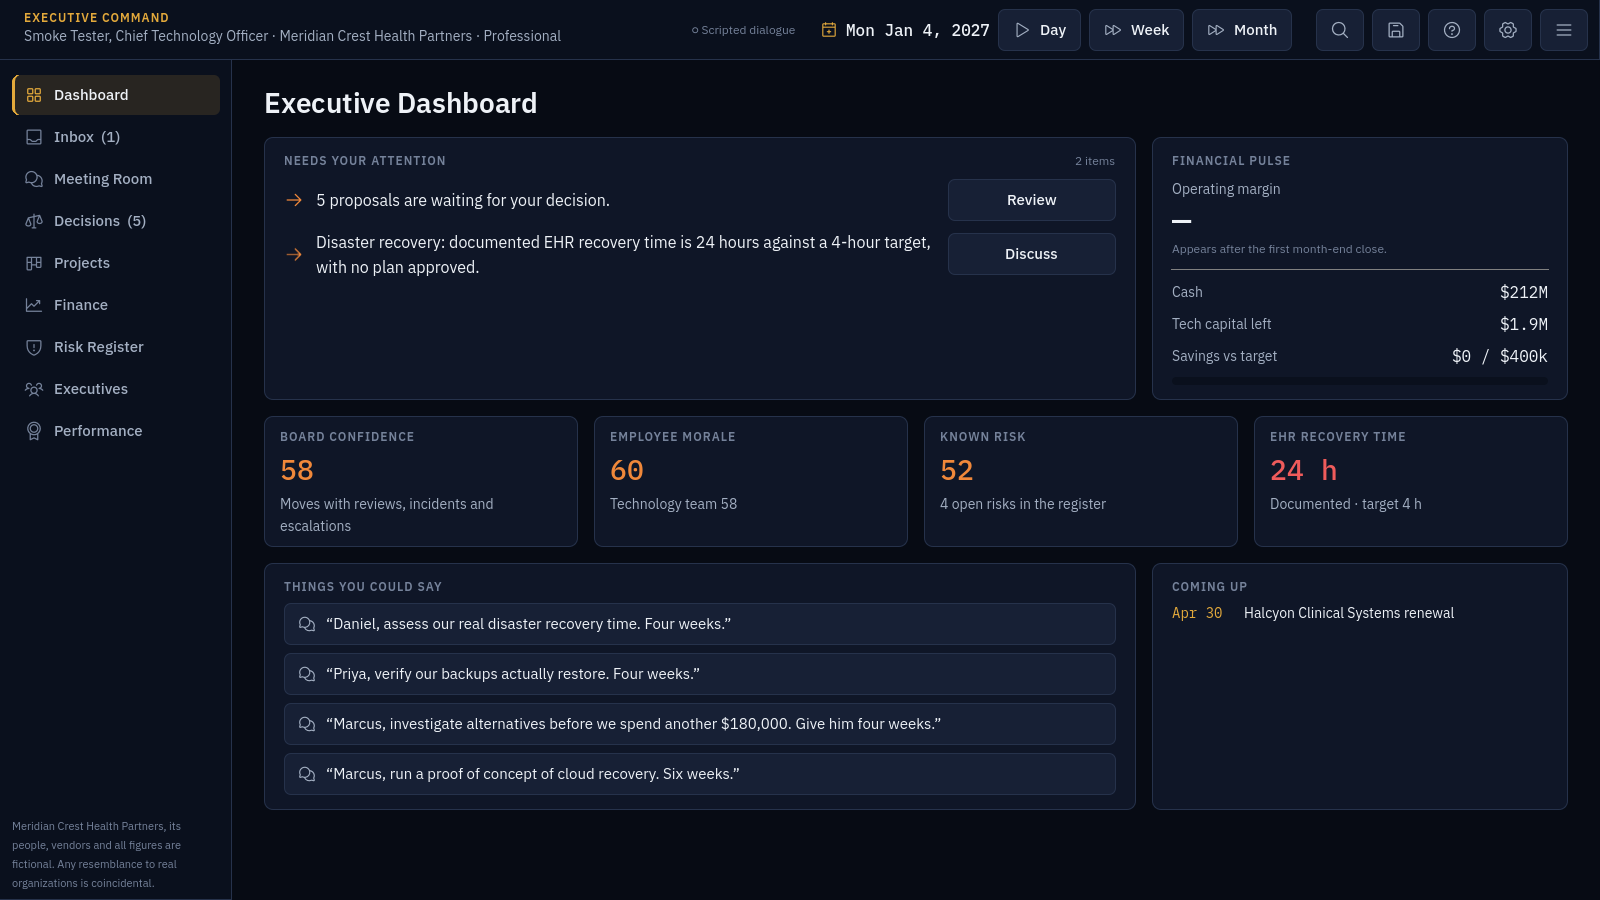 EXECUTIVE COMMAND
Smoke Tester, Chief Technology Officer · Meridian Crest Health Partners · Professional
Scripted dialogue
Mon Jan 4, 2027
Day
Week
Month
Dashboard
Inbox (1)
Meeting Room
Decisions (5)
Projects
Finance
Risk Register
Executives
Performance
Meridian Crest Health Partners, its
people, vendors and all figures are
fictional. Any resemblance to real
organizations is coincidental.
Executive Dashboard
NEEDS YOUR ATTENTION
2 items
5 proposals are waiting for your decision.
Review
Disaster recovery: documented EHR recovery time is 24 hours against a 4-hour target,
with no plan approved.
Discuss
FINANCIAL PULSE
Operating margin
—
Appears after the first month-end close.
Cash $212M
Tech capital left $1.9M
Savings vs target $0 / $400k
BOARD CONFIDENCE
58
Moves with reviews, incidents and
escalations
EMPLOYEE MORALE
60
Technology team 58
KNOWN RISK
52
4 open risks in the register
EHR RECOVERY TIME
24 h
Documented · target 4 h
THINGS YOU COULD SAY
“Daniel, assess our real disaster recovery time. Four weeks.”
“Priya, verify our backups actually restore. Four weeks.”
“Marcus, investigate alternatives before we spend another $180,000. Give him four weeks.”
“Marcus, run a proof of concept of cloud recovery. Six weeks.”
COMING UP
Apr 30 Halcyon Clinical Systems renewal